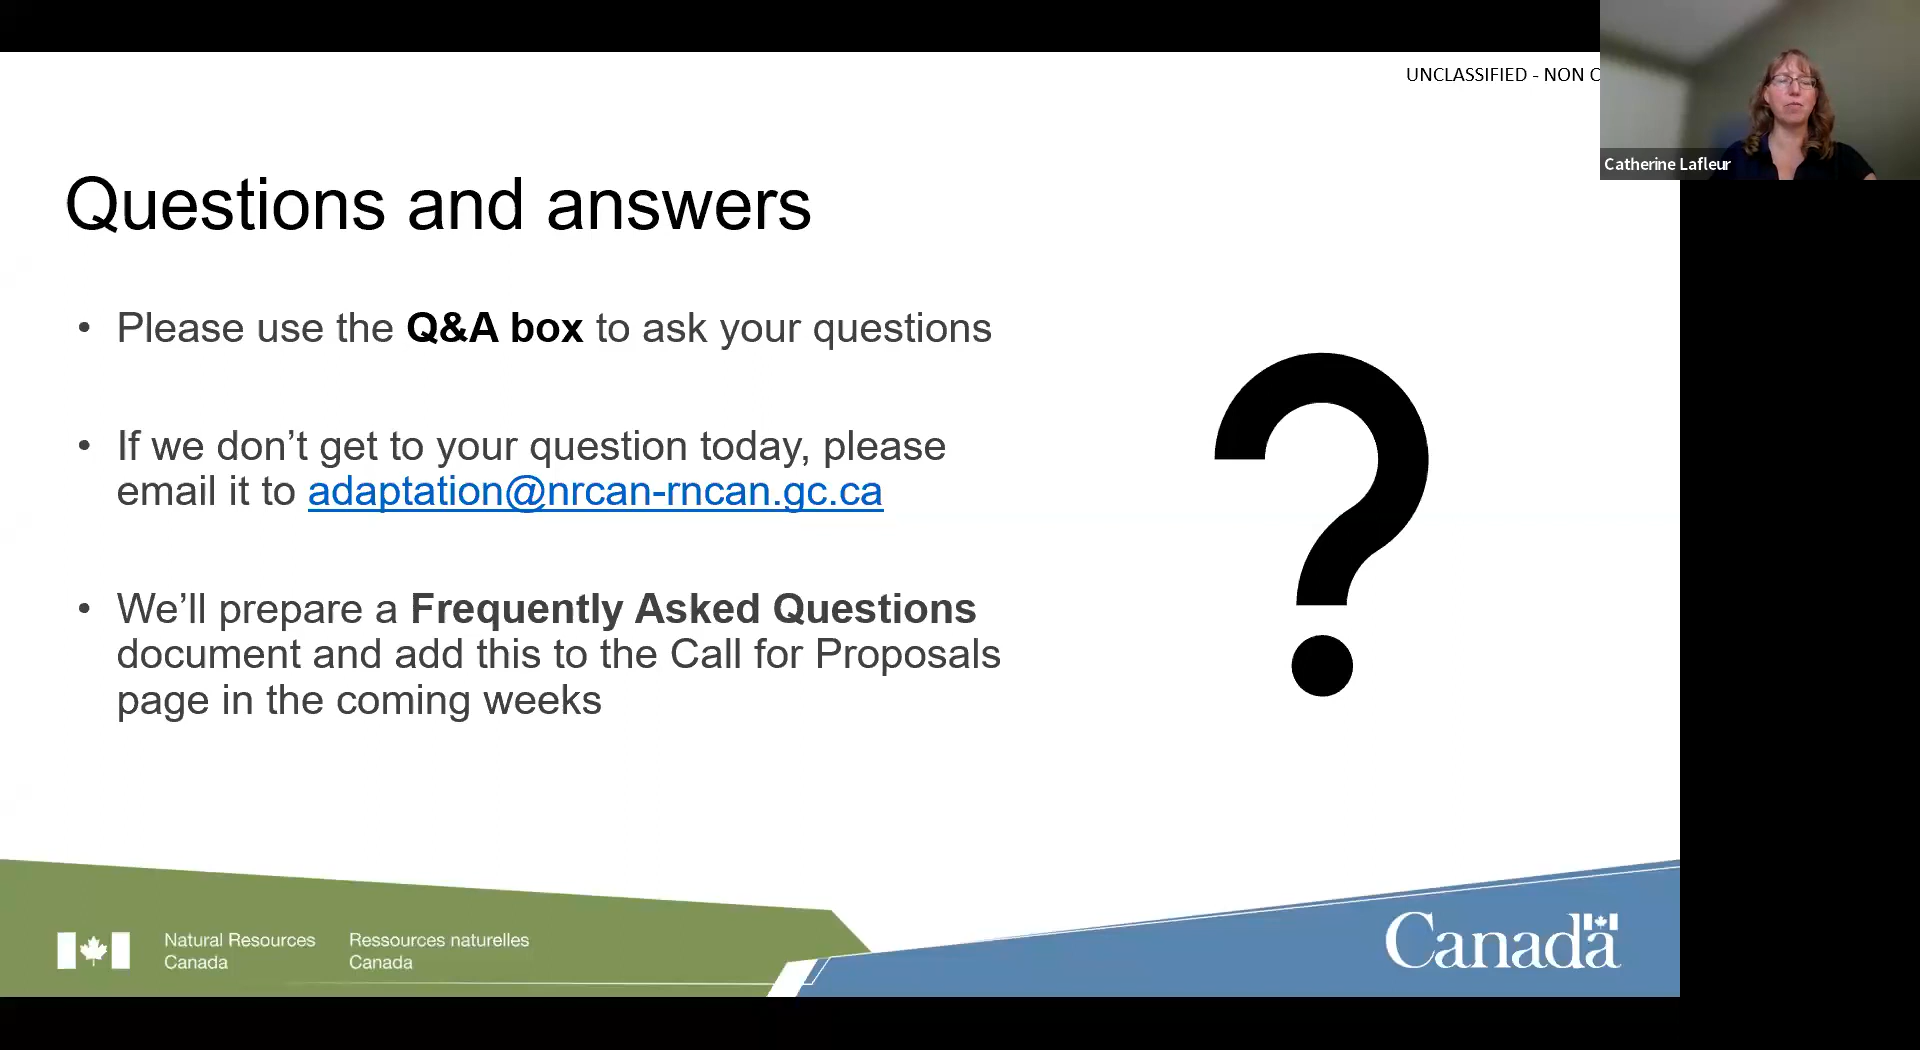 UNCLASSIFIED - NON C
Catherine Lafleur
Questions and answers
• Please use the Q&A box to ask your questions
• If we don’t get to your question today, please
email it to adaptation@nrcan-rncan.gc.ca
• We’ll prepare a Frequently Asked Questions
document and add this to the Call for Proposals
page in the coming weeks
Natural Resources
Canada
Ressources naturelles
Canada
Canada